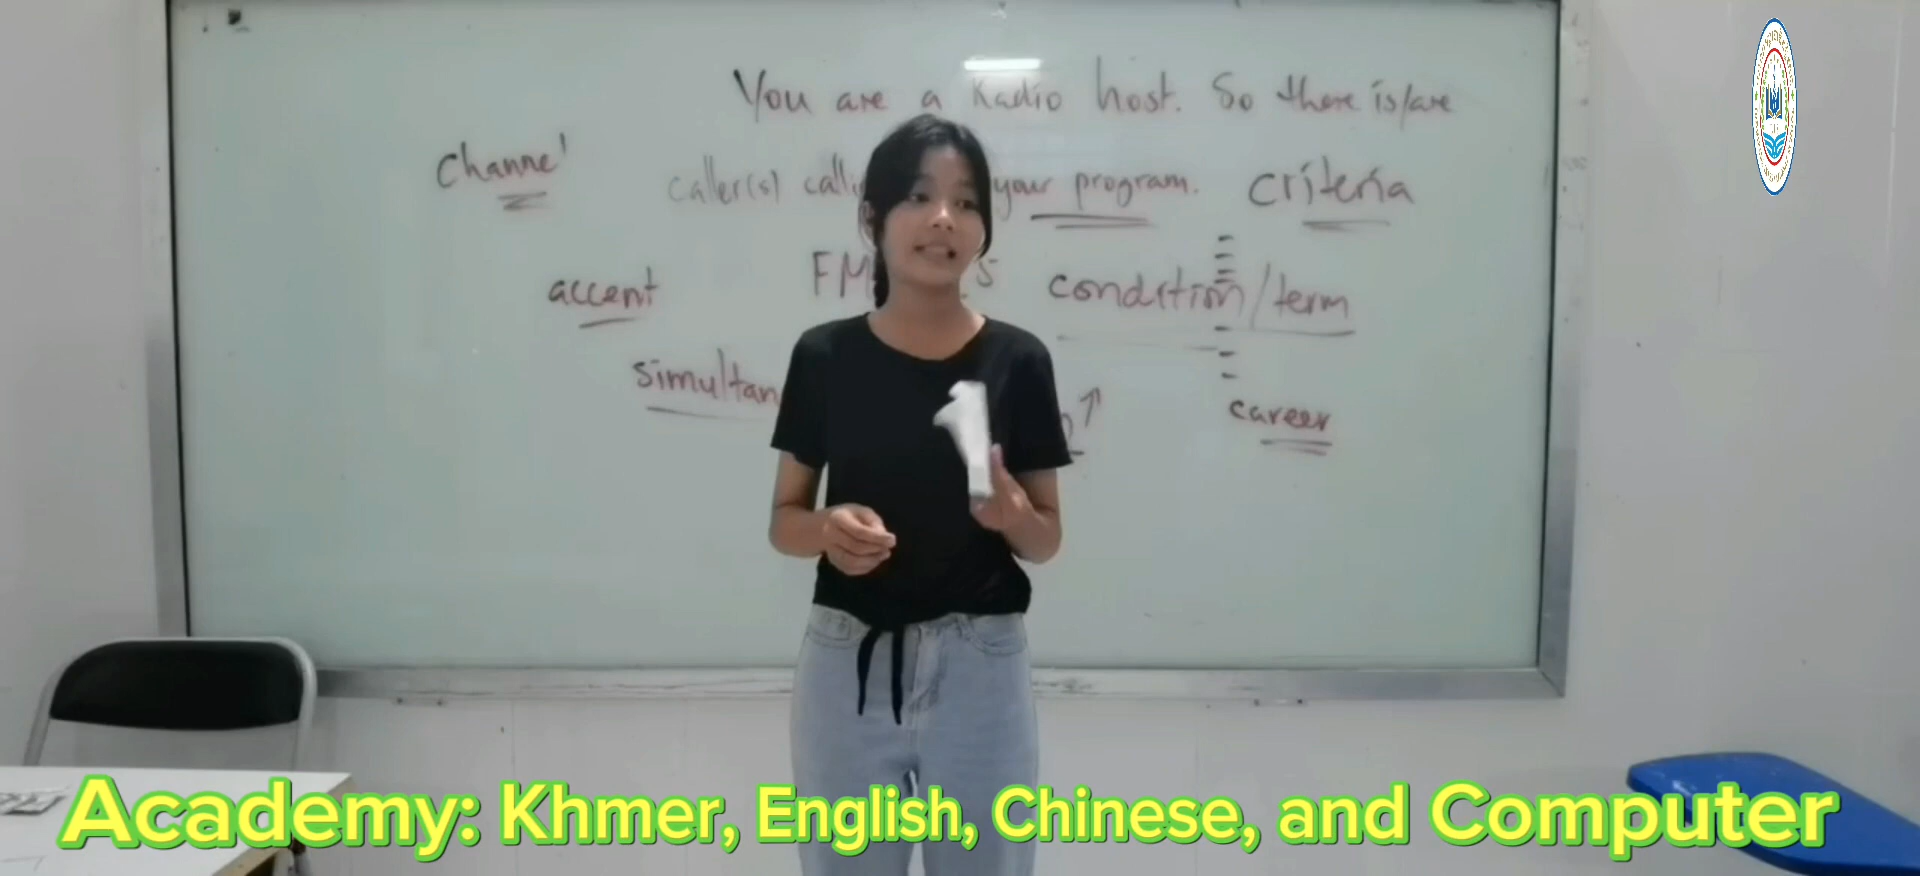 You are a Radio host. So there is/are
Channel
caller(s) your program. criteria
accent FM condition/term
simultan
career
Academy: Khmer, English, Chinese, and Computer